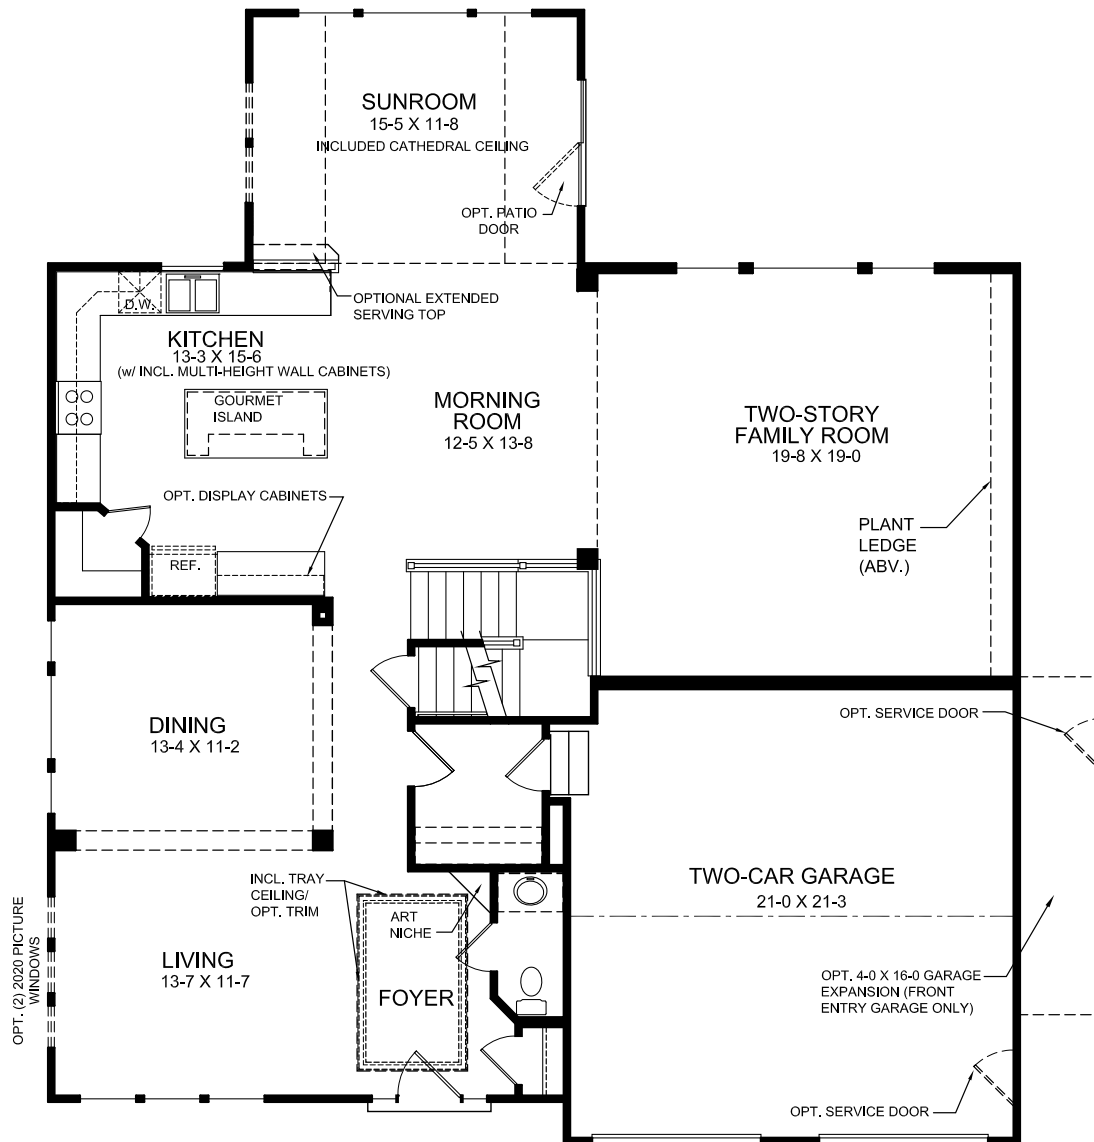 SUNROOM
15-5 X 11-8
INCLUDED CATHEDRAL CEILING
OPT. PATIO
DOOR
OPTIONAL EXTENDED
SERVING TOP
D.W.
KITCHEN
13-3 X 15-6
(w/ INCL. MULTI-HEIGHT WALL CABINETS)
GOURMET
ISLAND
MORNING
ROOM
12-5 X 13-8
TWO-STORY
FAMILY ROOM
19-8 X 19-0
OPT. DISPLAY CABINETS
PLANT
LEDGE
(ABV.)
REF.
DINING
13-4 X 11-2
OPT. SERVICE DOOR
INCL. TRAY
CEILING/
OPT. TRIM
ART
NICHE
TWO-CAR GARAGE
21-0 X 21-3
OPT. (2) 2020 PICTURE
WINDOWS
LIVING
13-7 X 11-7
FOYER
OPT. 4-0 X 16-0 GARAGE
EXPANSION (FRONT
ENTRY GARAGE ONLY)
OPT. SERVICE DOOR